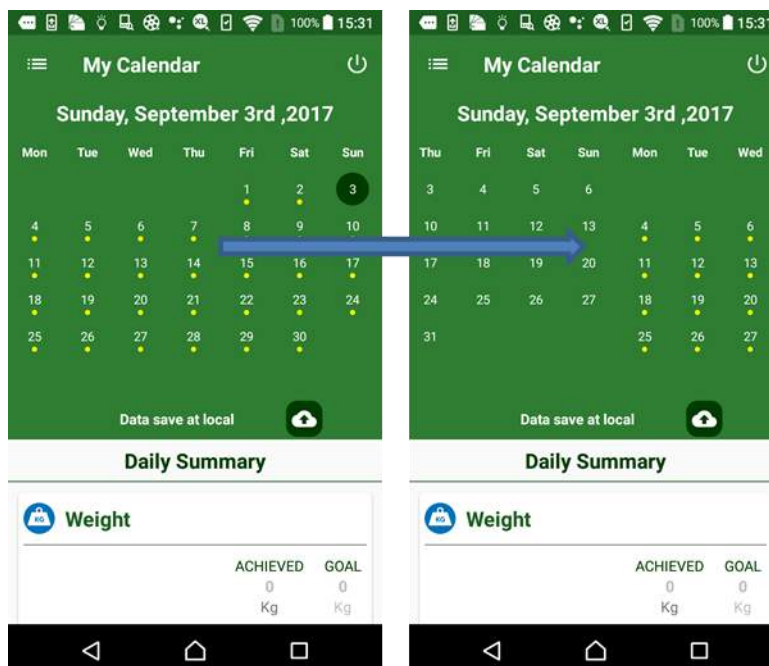 100% 15:31
My Calendar
Sunday, September 3rd ,2017
Mon Tue Wed Thu Fri Sat Sun
1 2 3
4 5 6 7 8 9 10
11 12 13 14 15 16 17
18 19 20 21 22 23 24
25 26 27 28 29 30
Data save at local
Daily Summary
KG Weight
ACHIEVED GOAL
0 0
Kg Kg
100% 15:31
My Calendar
Sunday, September 3rd ,2017
Thu Fri Sat Sun Mon Tue Wed
3 4 5 6
10 11 12 13 4 5 6
17 18 19 20 11 12 13
24 25 26 27 18 19 20
31 25 26 27
Data save at local
Daily Summary
KG Weight
ACHIEVED GOAL
0 0
Kg Kg